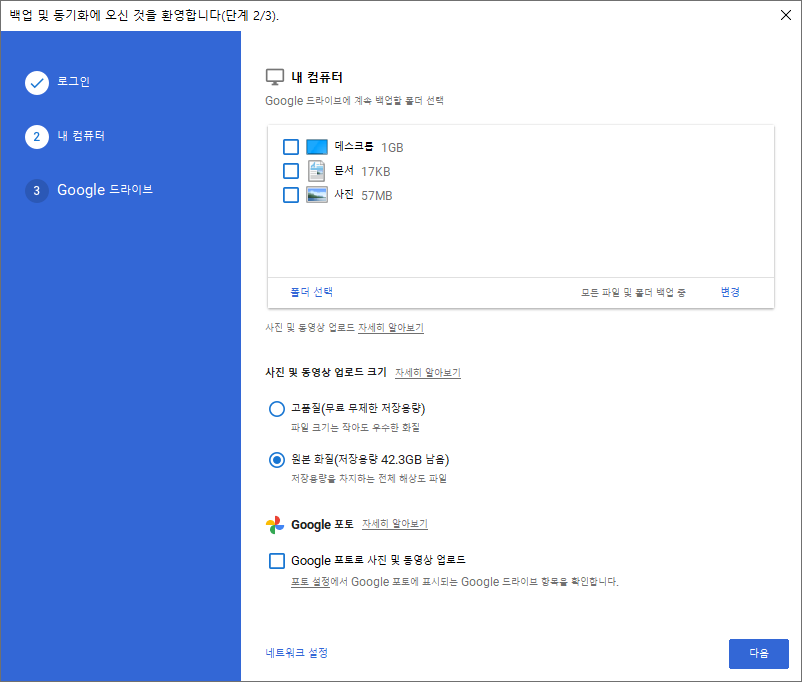 백업 및 동기화에 오신 것을 환영합니다(단계 2/3).
로그인
2 내 컴퓨터
3 Google 드라이브
내 컴퓨터
Google 드라이브에 계속 백업할 폴더 선택
데스크톱 1GB
문서 17KB
사진 57MB
폴더 선택 모든 파일 및 폴더 백업 중 변경
사진 및 동영상 업로드 자세히 알아보기
사진 및 동영상 업로드 크기 자세히 알아보기
고품질(무료 무제한 저장용량)
파일 크기는 작아도 우수한 화질
원본 화질(저장용량 42.3GB 남음)
저장용량을 차지하는 전체 해상도 파일
Google 포토 자세히 알아보기
Google 포토로 사진 및 동영상 업로드
포토 설정에서 Google 포토에 표시되는 Google 드라이브 항목을 확인합니다.
네트워크 설정 다음